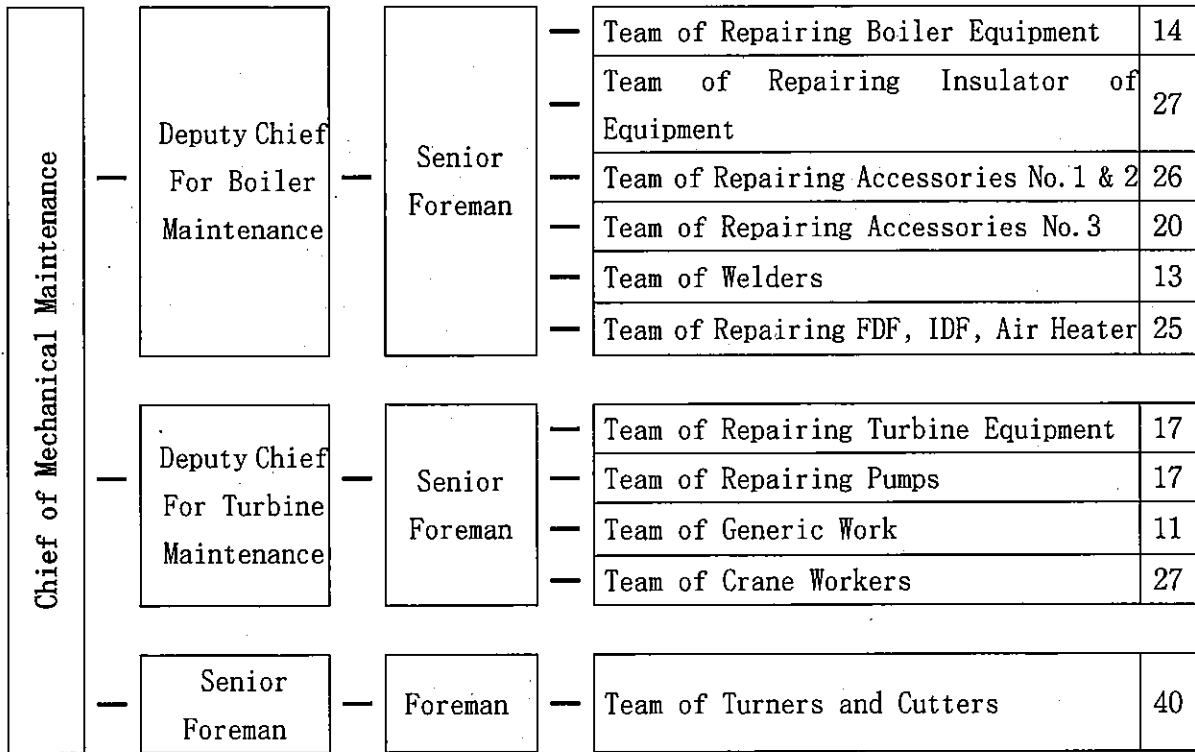 Chief of Mechanical Maintenance
Deputy Chief
For Boiler
Maintenance
Senior
Foreman
Team of Repairing Boiler Equipment 14
Team of Repairing Insulator of
Equipment 27
Team of Repairing Accessories No.1 & 2 26
Team of Repairing Accessories No.3 20
Team of Welders 13
Team of Repairing FDF, IDF, Air Heater 25
Deputy Chief
For Turbine
Maintenance
Senior
Foreman
Team of Repairing Turbine Equipment 17
Team of Repairing Pumps 17
Team of Generic Work 11
Team of Crane Workers 27
Senior
Foreman
Foreman
Team of Turners and Cutters 40